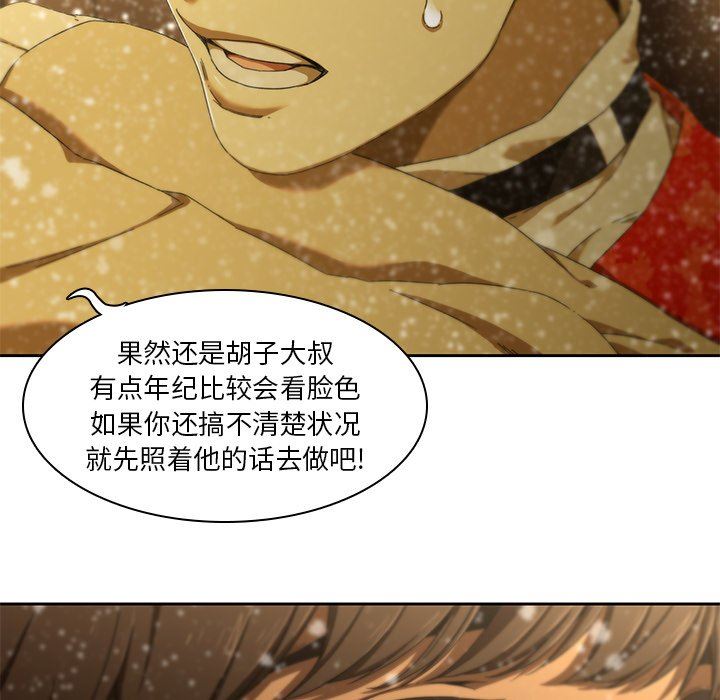 果然还是胡子大叔
有点年纪比较会看脸色
如果你还搞不清楚状况
就先照着他的话去做吧!